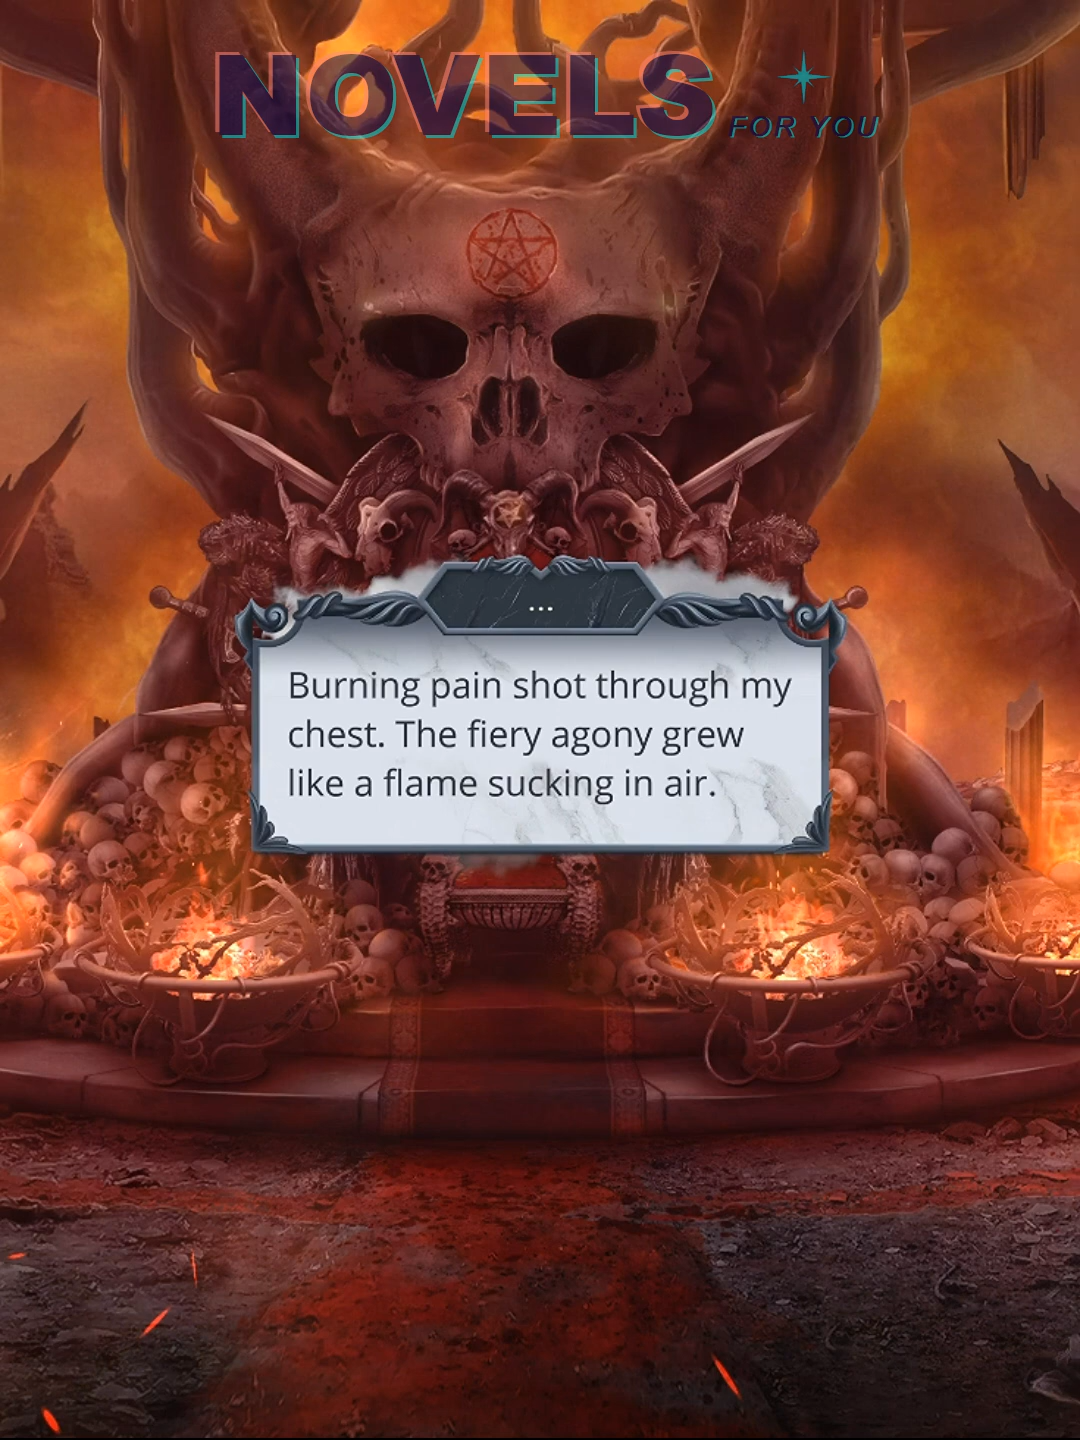 NOVELS
FOR YOU
...
Burning pain shot through my
chest. The fiery agony grew
like a flame sucking in air.